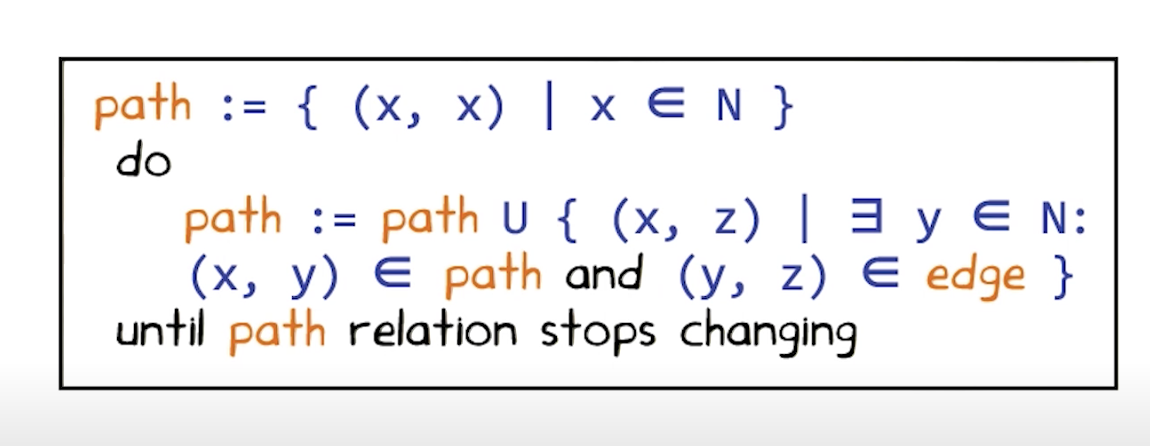 path := { (x, x) | x ∈ N }
do
path := path U { (x, z) | ∃ y ∈ N:
(x, y) ∈ path and (y, z) ∈ edge }
until path relation stops changing